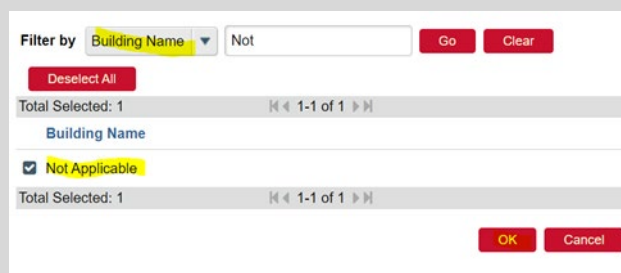 Filter by Building Name Not Go Clear
Deselect All
Total Selected: 1 1-1 of 1
Building Name
Not Applicable
Total Selected: 1 1-1 of 1
OK Cancel